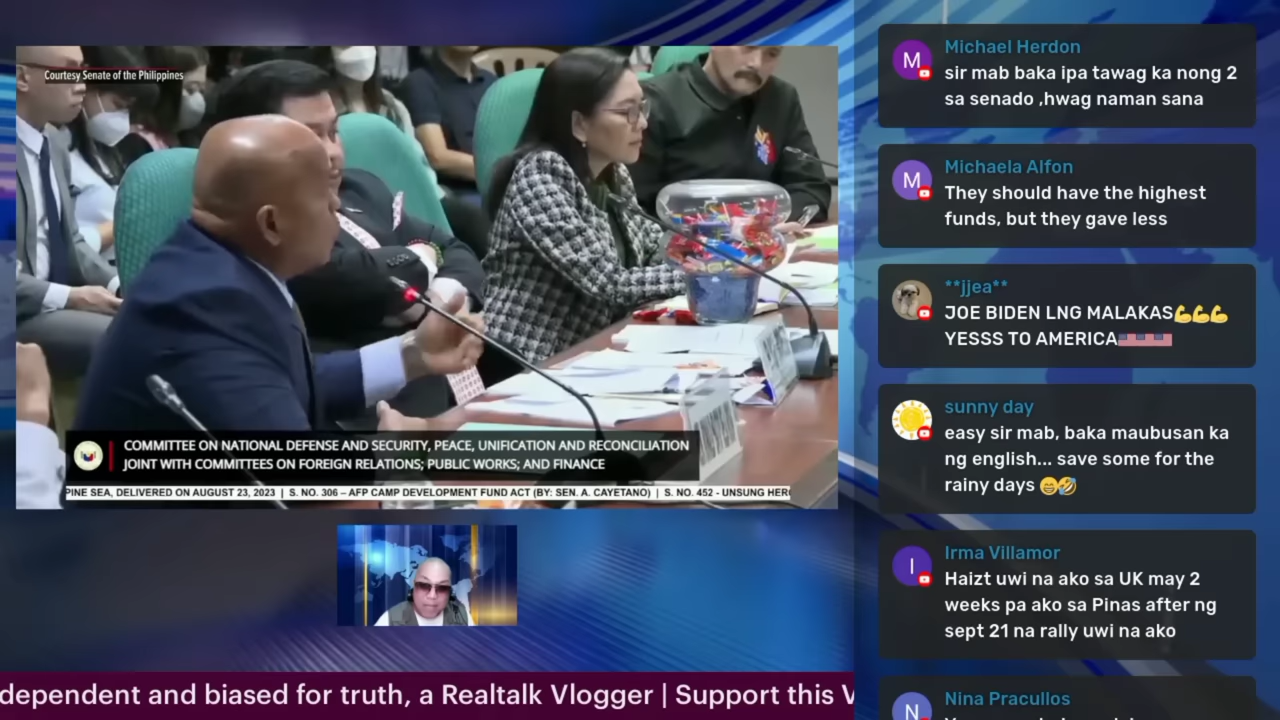 Courtesy Senate of the Philippines
COMMITTEE ON NATIONAL DEFENSE AND SECURITY, PEACE, UNIFICATION AND RECONCILIATION
JOINT WITH COMMITTEES ON FOREIGN RELATIONS; PUBLIC WORKS; AND FINANCE
PINE SEA, DELIVERED ON AUGUST 23, 2023 | S. NO. 306 – AFP CAMP DEVELOPMENT FUND ACT (BY: SEN. A. CAYETANO) | S. NO. 452 - UNSUNG HER
dependent and biased for truth, a Realtalk Vlogger | Support this V
M
Michael Herdon
sir mab baka ipa tawag ka nong 2
sa senado ,hwag naman sana
M
Michaela Alfon
They should have the highest
funds, but they gave less
**jjea**
JOE BIDEN LNG MALAKAS💪💪💪
YESSS TO AMERICA🇺🇸🇺🇸🇺🇸
sunny day
easy sir mab, baka maubusan ka
ng english... save some for the
rainy days 😁🤣
I
Irma Villamor
Haizt uwi na ako sa UK may 2
weeks pa ako sa Pinas after ng
sept 21 na rally uwi na ako
N
Nina Pracullos